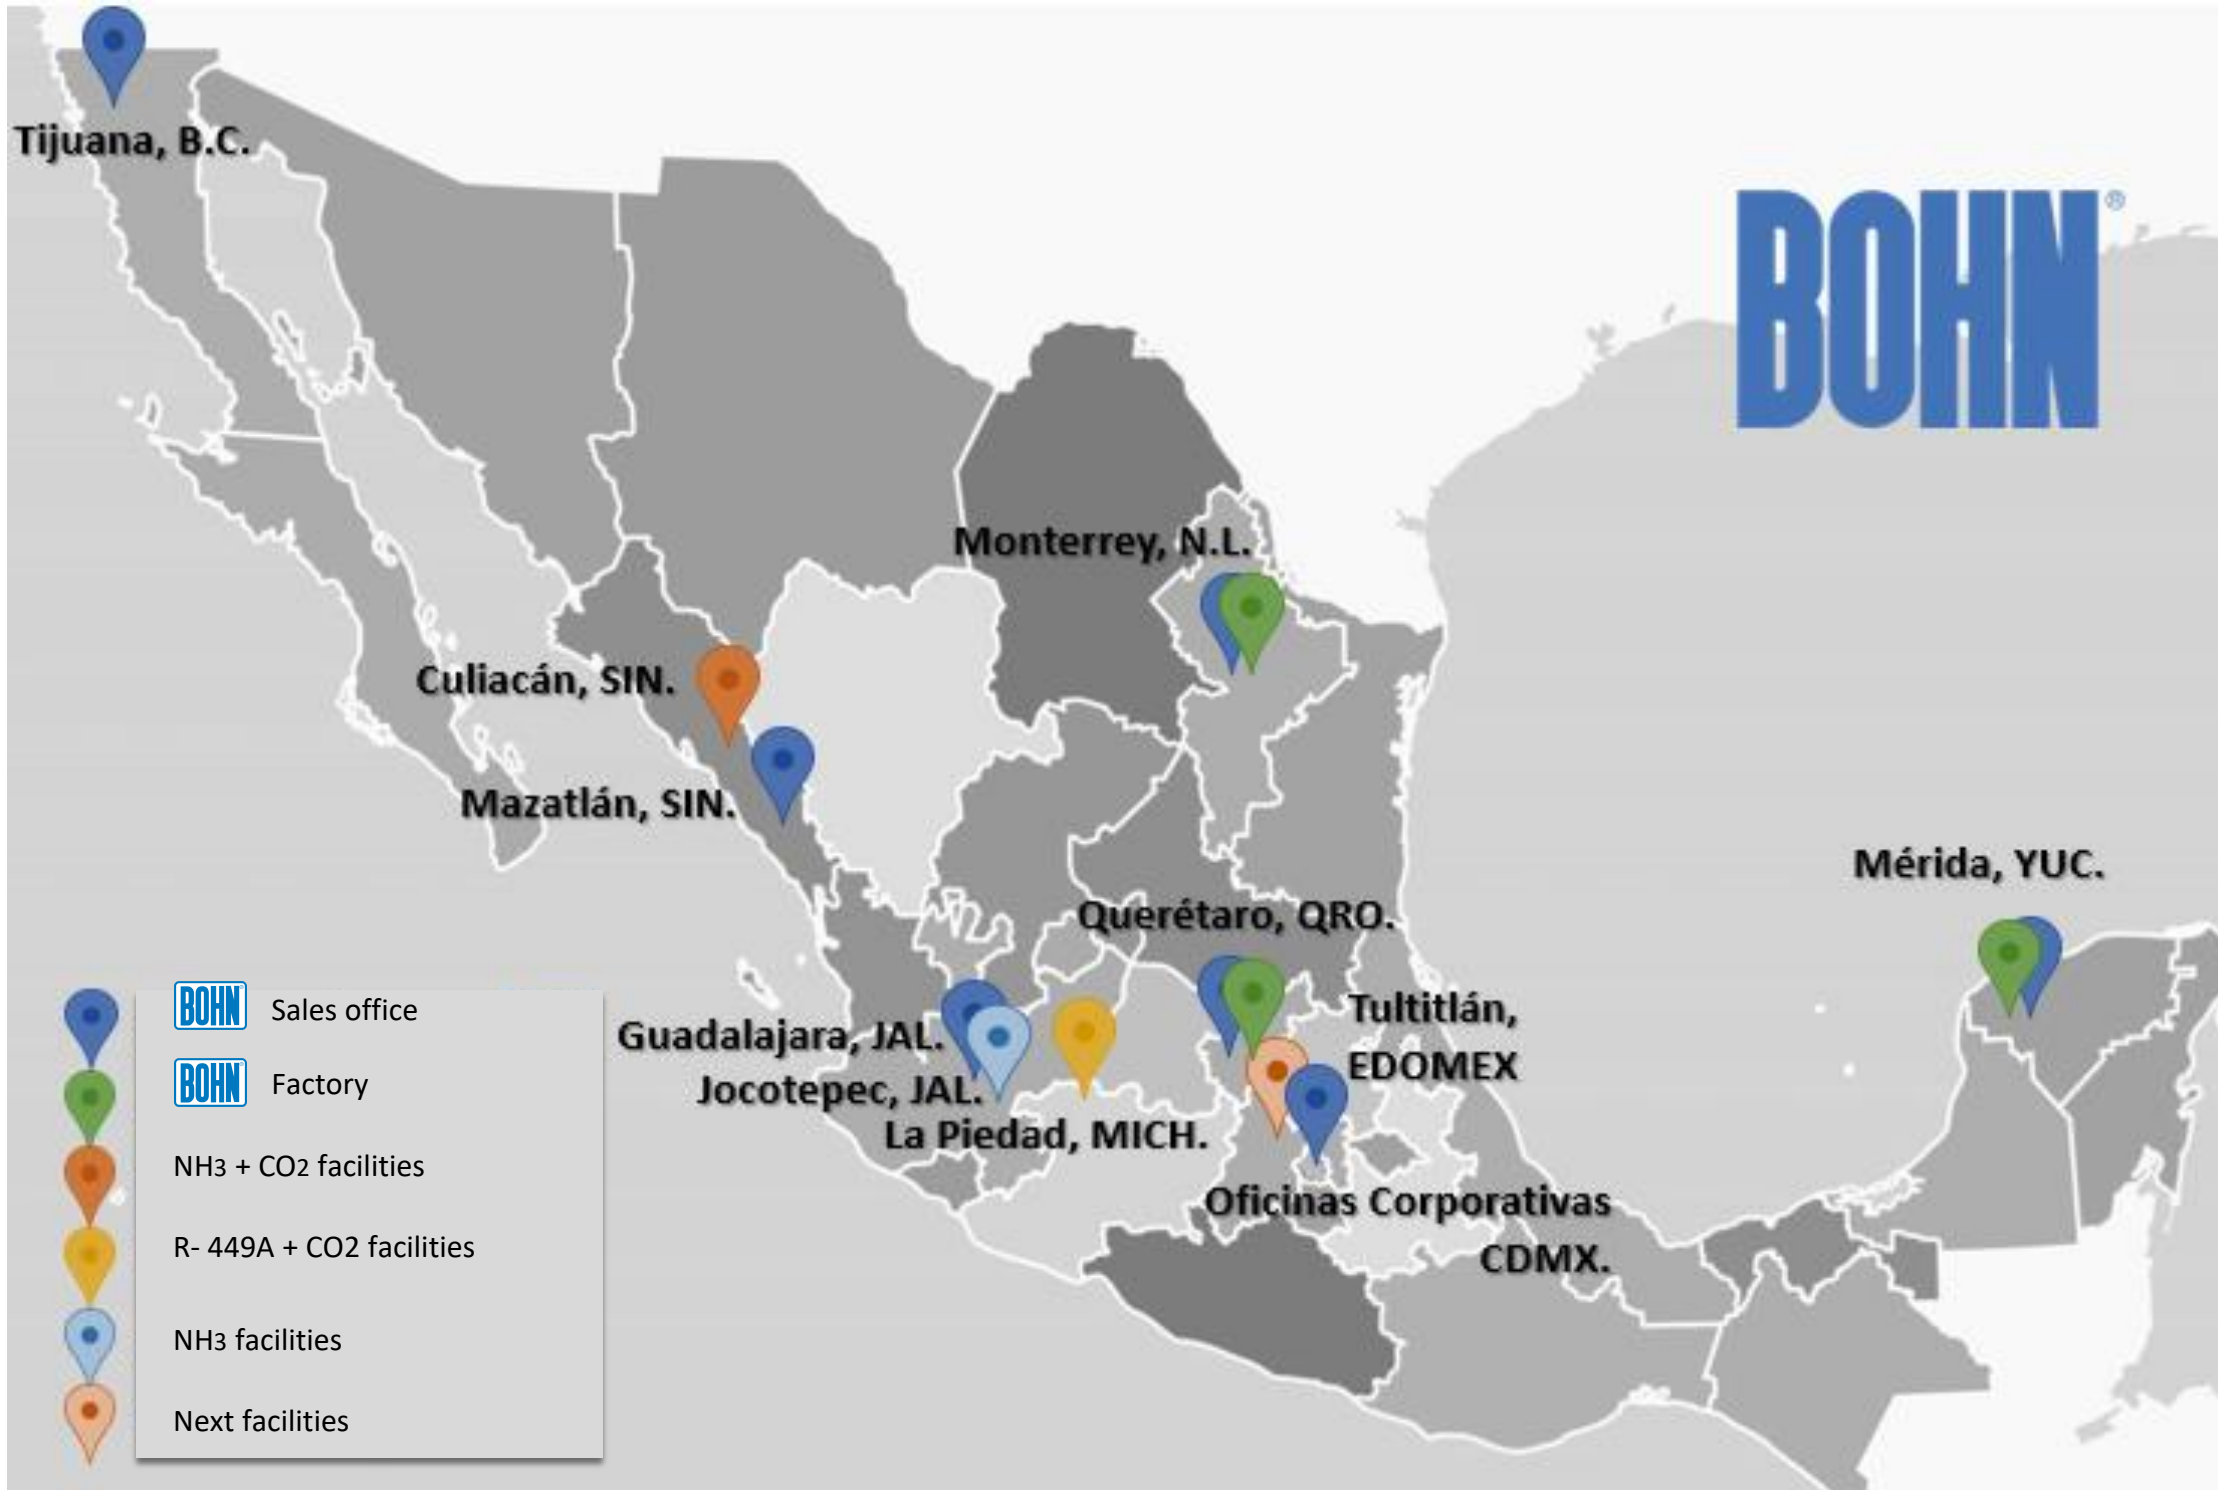 Tijuana, B.C.
BOHN®
Monterrey, N.L.
Culiacán, SIN.
Mazatlán, SIN.
Mérida, YUC.
Querétaro, QRO.
Tultitlán,
EDOMEX
Guadalajara, JAL.
Jocotepec, JAL.
La Piedad, MICH.
Oficinas Corporativas
CDMX.
BOHN Sales office
BOHN Factory
NH3 + CO2 facilities
R- 449A + CO2 facilities
NH3 facilities
Next facilities